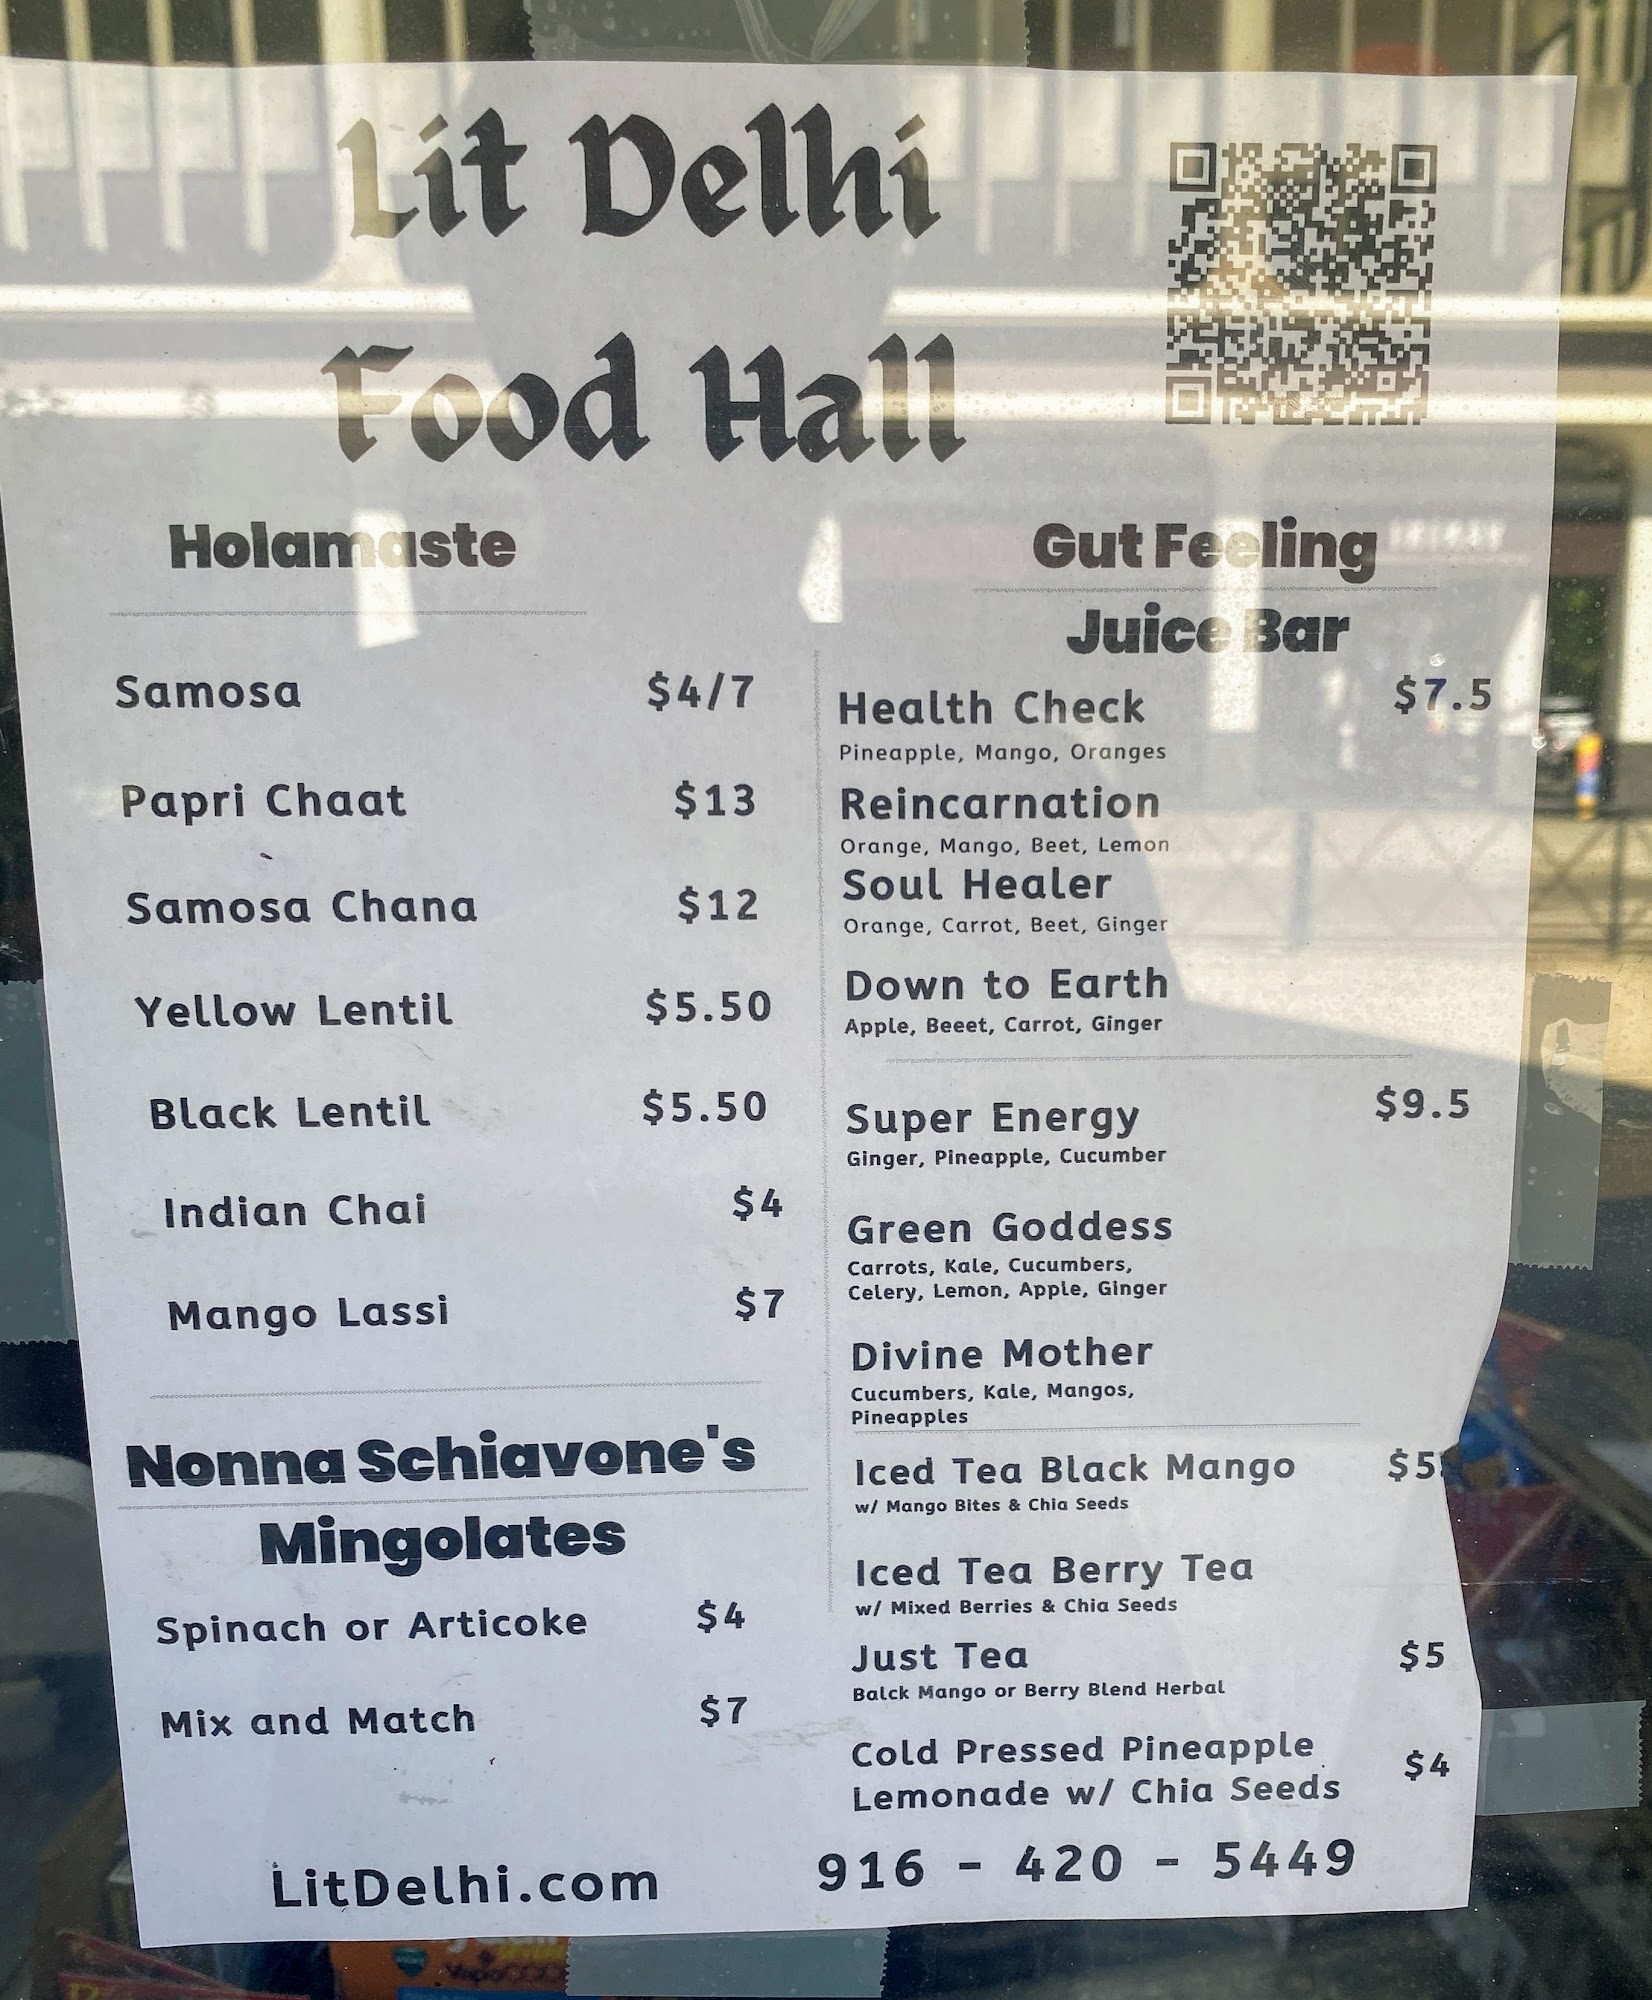 Lit Delhi
Food Hall
Holamaste
Samosa $4/7
Papri Chaat $13
Samosa Chana $12
Yellow Lentil $5.50
Black Lentil $5.50
Indian Chai $4
Mango Lassi $7
Nonna Schiavone's
Mingolates
Spinach or Articoke $4
Mix and Match $7
LitDelhi.com
Gut Feeling
Juice Bar
Health Check $7.5
Pineapple, Mango, Oranges
Reincarnation
Orange, Mango, Beet, Lemon
Soul Healer
Orange, Carrot, Beet, Ginger
Down to Earth
Apple, Beeet, Carrot, Ginger
Super Energy $9.5
Ginger, Pineapple, Cucumber
Green Goddess
Carrots, Kale, Cucumbers,
Celery, Lemon, Apple, Ginger
Divine Mother
Cucumbers, Kale, Mangos,
Pineapples
Iced Tea Black Mango $5
w/ Mango Bites & Chia Seeds
Iced Tea Berry Tea
w/ Mixed Berries & Chia Seeds
Just Tea $5
Balck Mango or Berry Blend Herbal
Cold Pressed Pineapple
Lemonade w/ Chia Seeds $4
916 - 420 - 5449